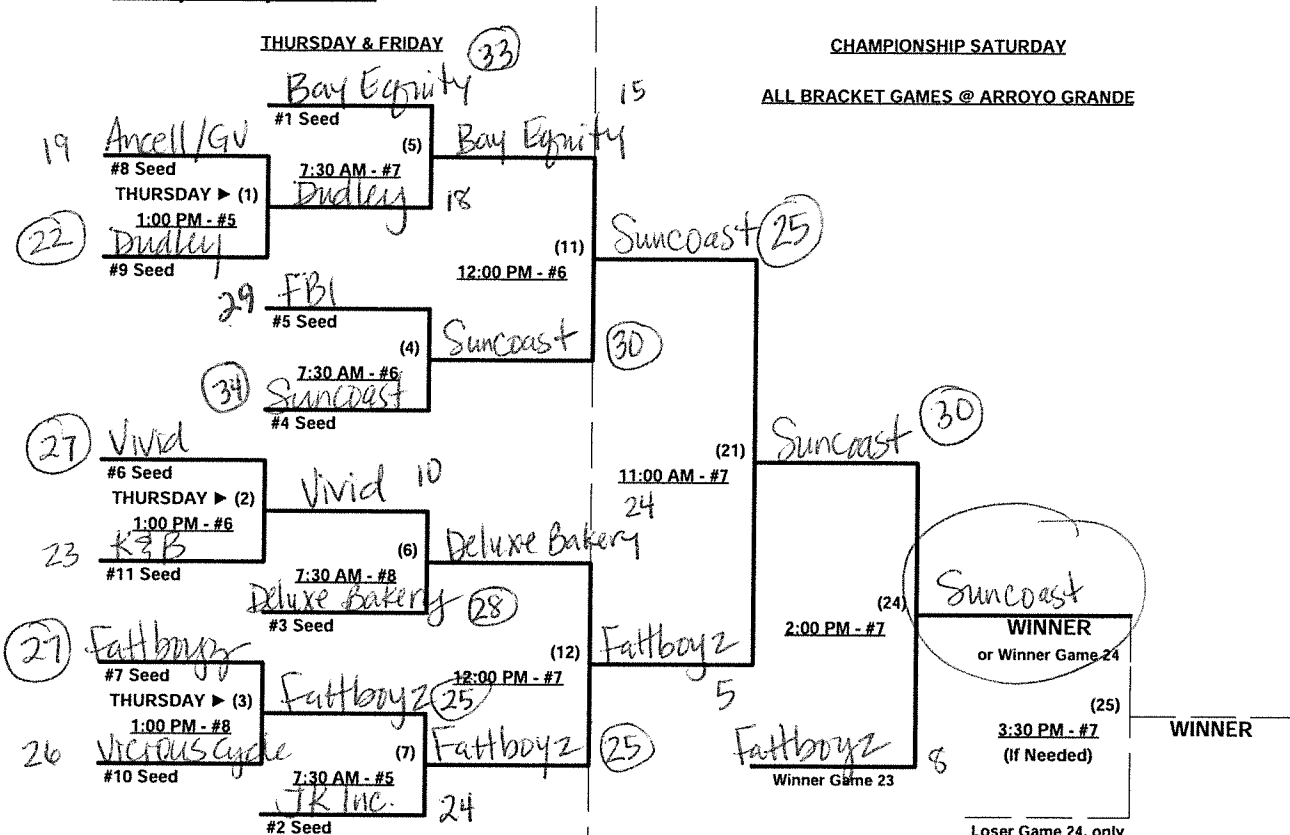 THURSDAY & FRIDAY
33
CHAMPIONSHIP SATURDAY
ALL BRACKET GAMES @ ARROYO GRANDE
Bay Equity
#1 Seed
15
19
Ancell/GV
#8 Seed
(5)
7:30 AM - #7
Bay Equity
THURSDAY ► (1)
1:00 PM - #5
Dudley
18
22
Dudley
#9 Seed
(11)
12:00 PM - #6
Suncoast
25
29
FBI
#5 Seed
(4)
7:30 AM - #6
Suncoast
30
34
Suncoast
#4 Seed
27
Vivid
#6 Seed
(21)
11:00 AM - #7
24
Suncoast
30
THURSDAY ► (2)
1:00 PM - #6
Vivid
10
23
K&B
#11 Seed
(6)
7:30 AM - #8
Deluxe Bakery
Deluxe Bakery
28
#3 Seed
(24)
2:00 PM - #7
Suncoast
WINNER
or Winner Game 24
27
Fattboyz
#7 Seed
(12)
12:00 PM - #7
Fattboyz
5
THURSDAY ► (3)
1:00 PM - #8
Fattboyz
25
26
Vicious Cycle
#10 Seed
(7)
7:30 AM - #5
Fattboyz
25
JK Inc.
24
#2 Seed
Fattboyz
8
Winner Game 23
(25)
3:30 PM - #7
(If Needed)
WINNER
Loser Game 24, only